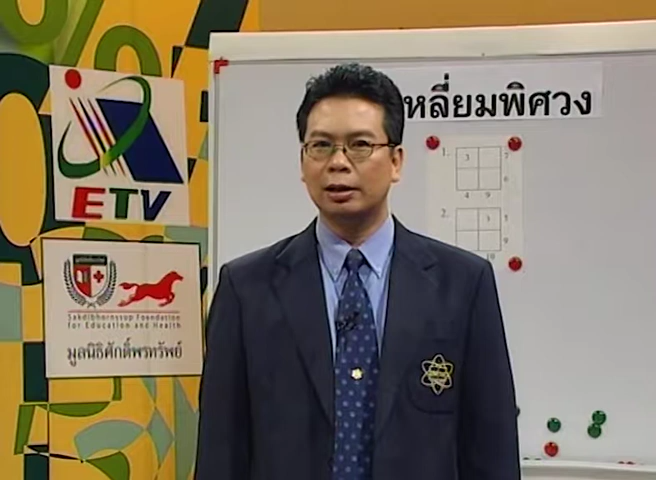 เหลี่ยมพิศวง
ETV
1. 3 7
6
4 9
2. 3 5
9
10
Sakdibhornssup Foundation
for Education and Health
มูลนิธิศักดิ์พรทรัพย์